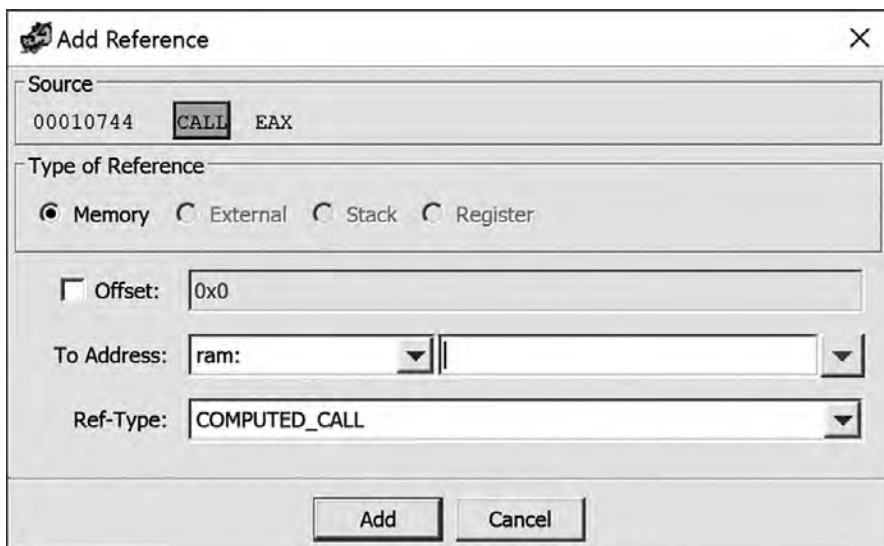 Add Reference
Source
00010744 CALL EAX
Type of Reference
Memory External Stack Register
Offset: 0x0
To Address: ram:
Ref-Type: COMPUTED_CALL
Add Cancel